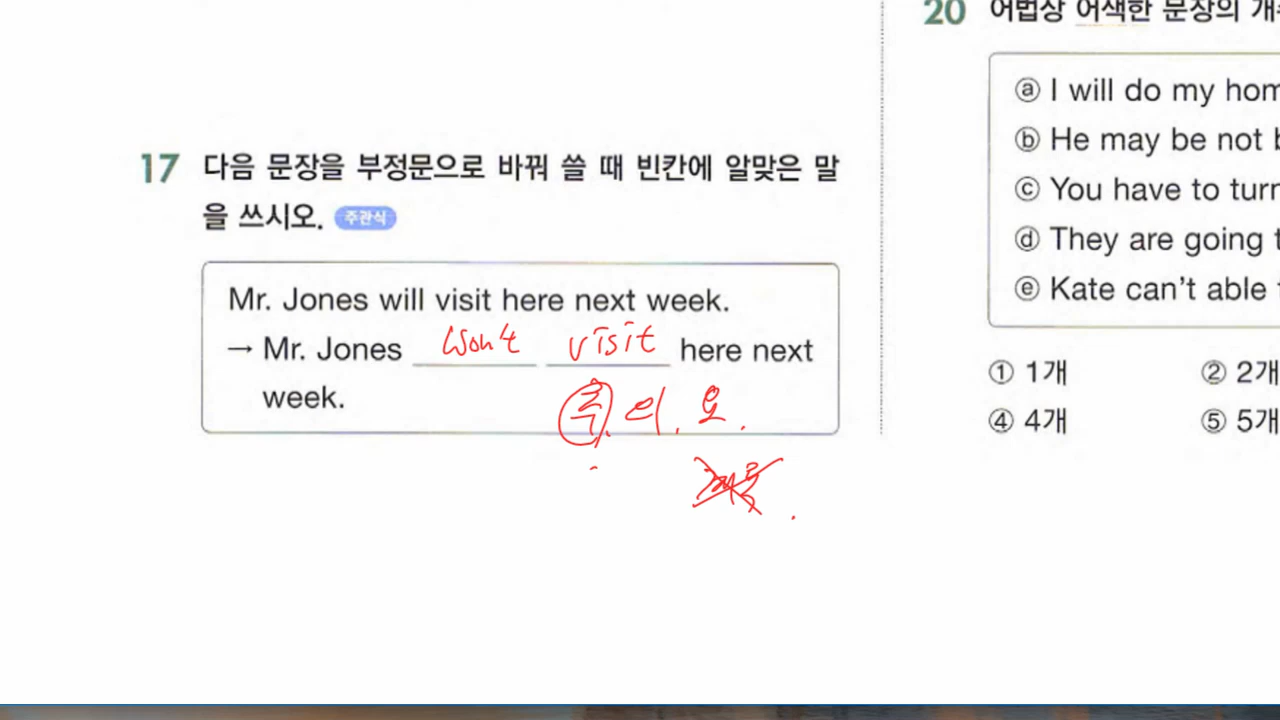 17 다음 문장을 부정문으로 바꿔 쓸 때 빈칸에 알맞은 말
을 쓰시오. 주관식
Mr. Jones will visit here next week.
→ Mr. Jones won't visit here next
week.
20 어법상 어색한 문장의 개
ⓐ I will do my hom
ⓑ He may be not b
ⓒ You have to turn
ⓓ They are going t
ⓔ Kate can't able
① 1개 ② 2개
④ 4개 ⑤ 5개